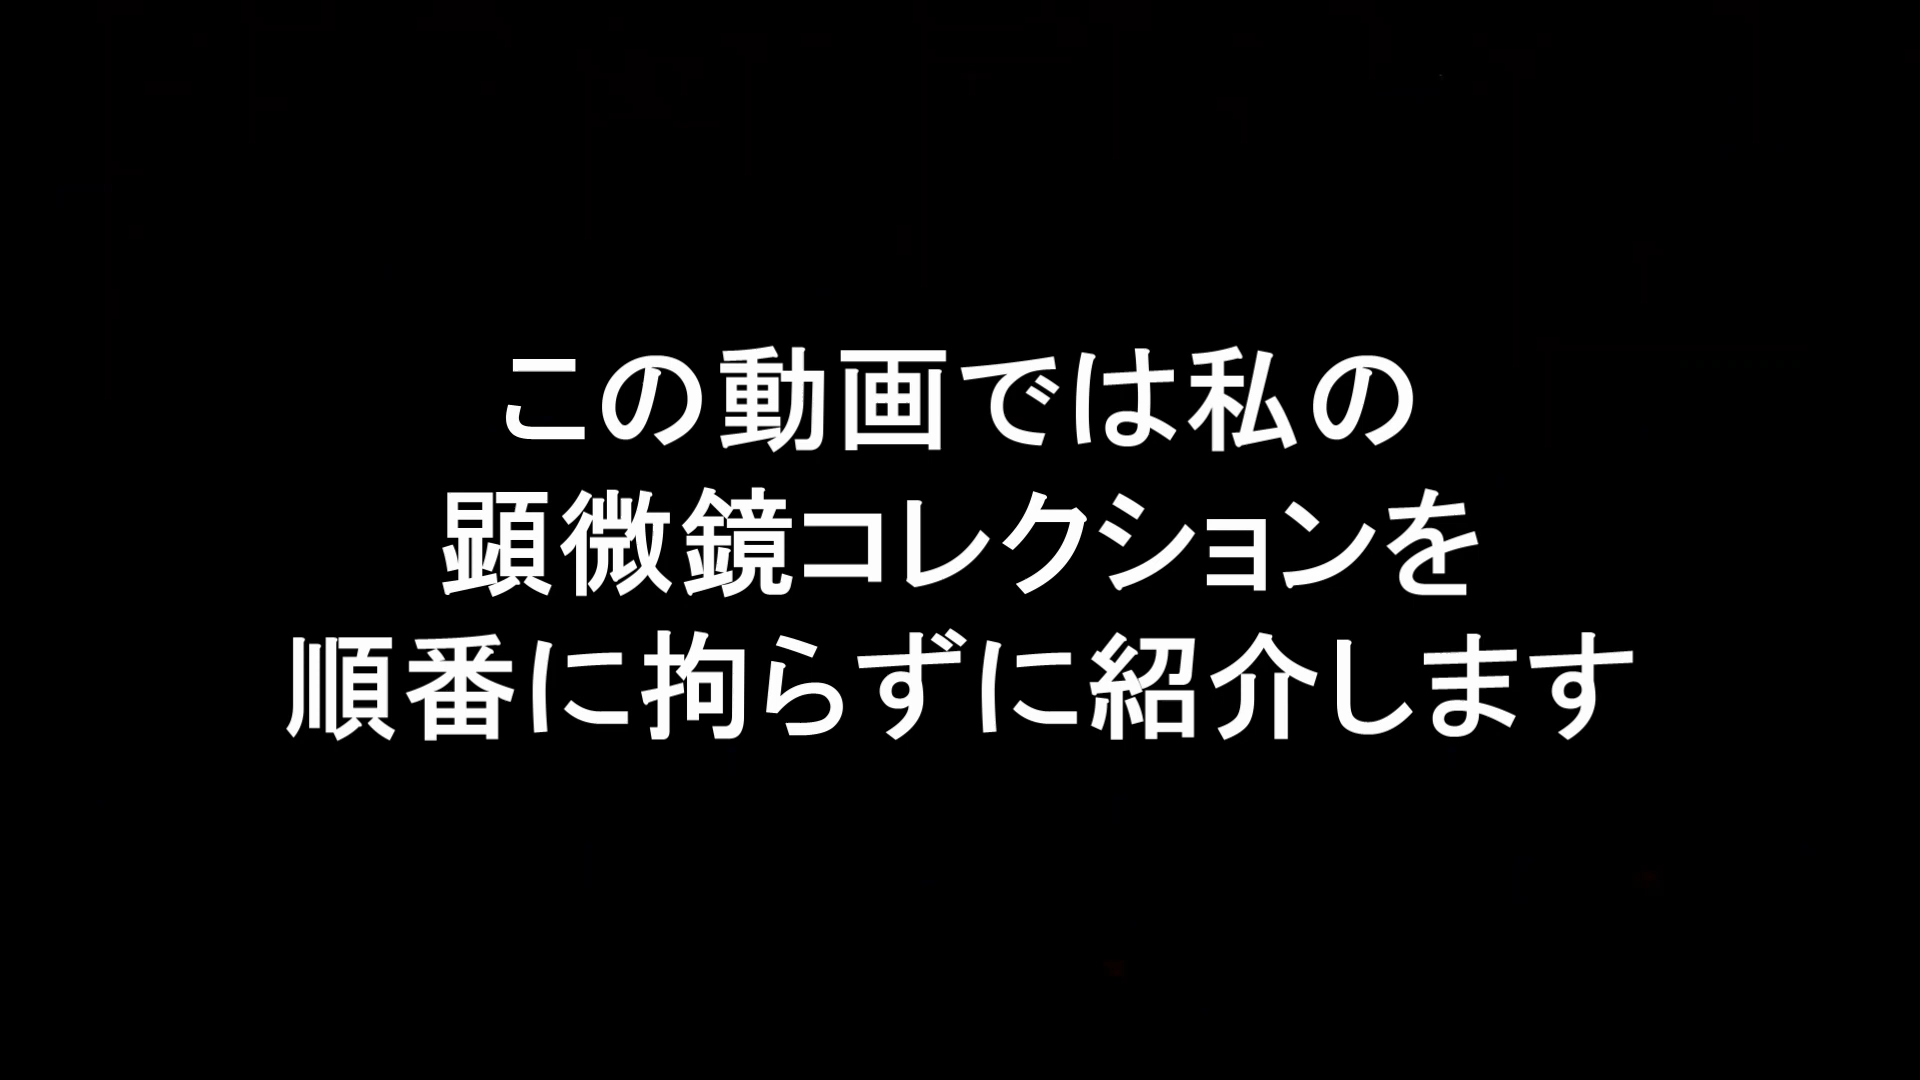 この動画では私の
顕微鏡コレクションを
順番に拘らずに紹介します